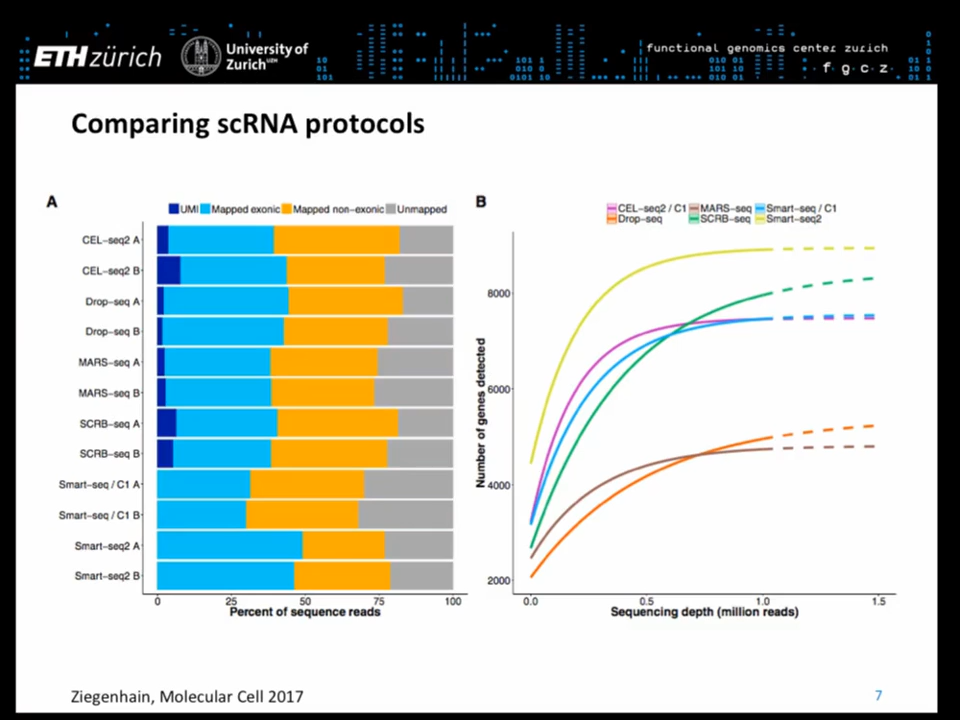 ETH zürich
University of
Zurich UZH
functional genomics center zurich
f g c z
Comparing scRNA protocols
A
UMI Mapped exonic Mapped non-exonic Unmapped
CEL-seq2 A
CEL-seq2 B
Drop-seq A
Drop-seq B
MARS-seq A
MARS-seq B
SCRB-seq A
SCRB-seq B
Smart-seq / C1 A
Smart-seq / C1 B
Smart-seq2 A
Smart-seq2 B
0 25 50 75 100
Percent of sequence reads
B
CEL-seq2 / C1 MARS-seq Smart-seq / C1
Drop-seq SCRB-seq Smart-seq2
Number of genes detected
8000
6000
4000
2000
0.0 0.5 1.0 1.5
Sequencing depth (million reads)
Ziegenhain, Molecular Cell 2017
7